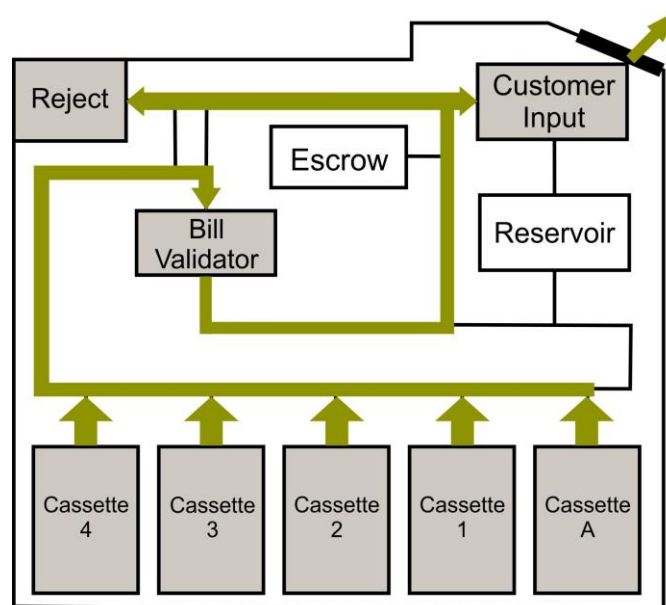 Reject
Customer
Input
Escrow
Bill
Validator
Reservoir
Cassette
4
Cassette
3
Cassette
2
Cassette
1
Cassette
A